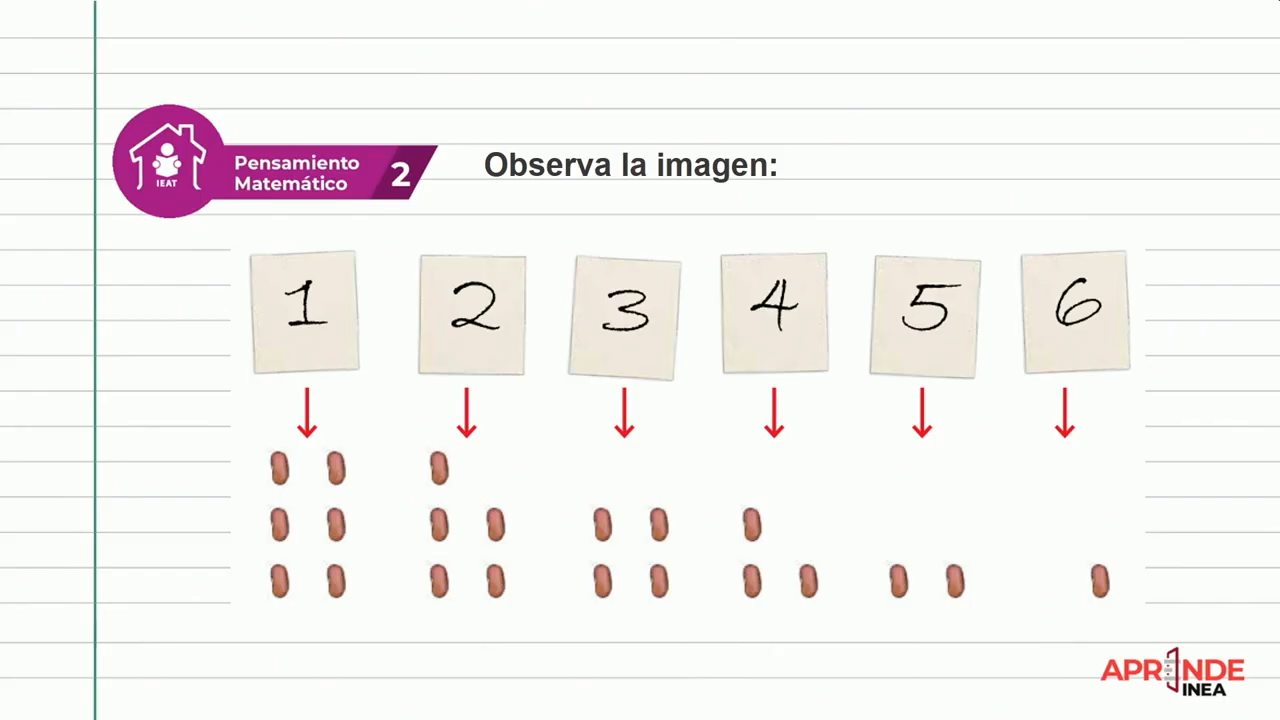 Pensamiento
Matemático 2
IEAT
Observa la imagen:
1 2 3 4 5 6
APRENDE
INEA